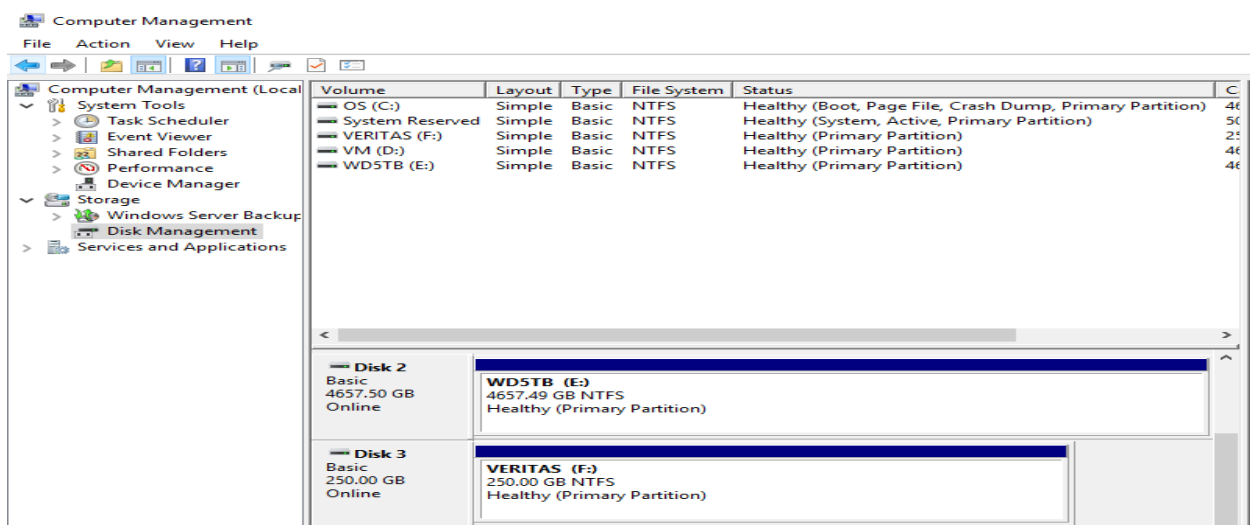 Computer Management
File Action View Help
Computer Management (Local
System Tools
Task Scheduler
Event Viewer
Shared Folders
Performance
Device Manager
Storage
Windows Server Backup
Disk Management
Services and Applications
Volume Layout Type File System Status C
OS (C:) Simple Basic NTFS Healthy (Boot, Page File, Crash Dump, Primary Partition) 46
System Reserved Simple Basic NTFS Healthy (System, Active, Primary Partition) 50
VERITAS (F:) Simple Basic NTFS Healthy (Primary Partition) 25
VM (D:) Simple Basic NTFS Healthy (Primary Partition) 46
WD5TB (E:) Simple Basic NTFS Healthy (Primary Partition) 46
Disk 2
Basic
4657.50 GB
Online
WD5TB (E:)
4657.49 GB NTFS
Healthy (Primary Partition)
Disk 3
Basic
250.00 GB
Online
VERITAS (F:)
250.00 GB NTFS
Healthy (Primary Partition)